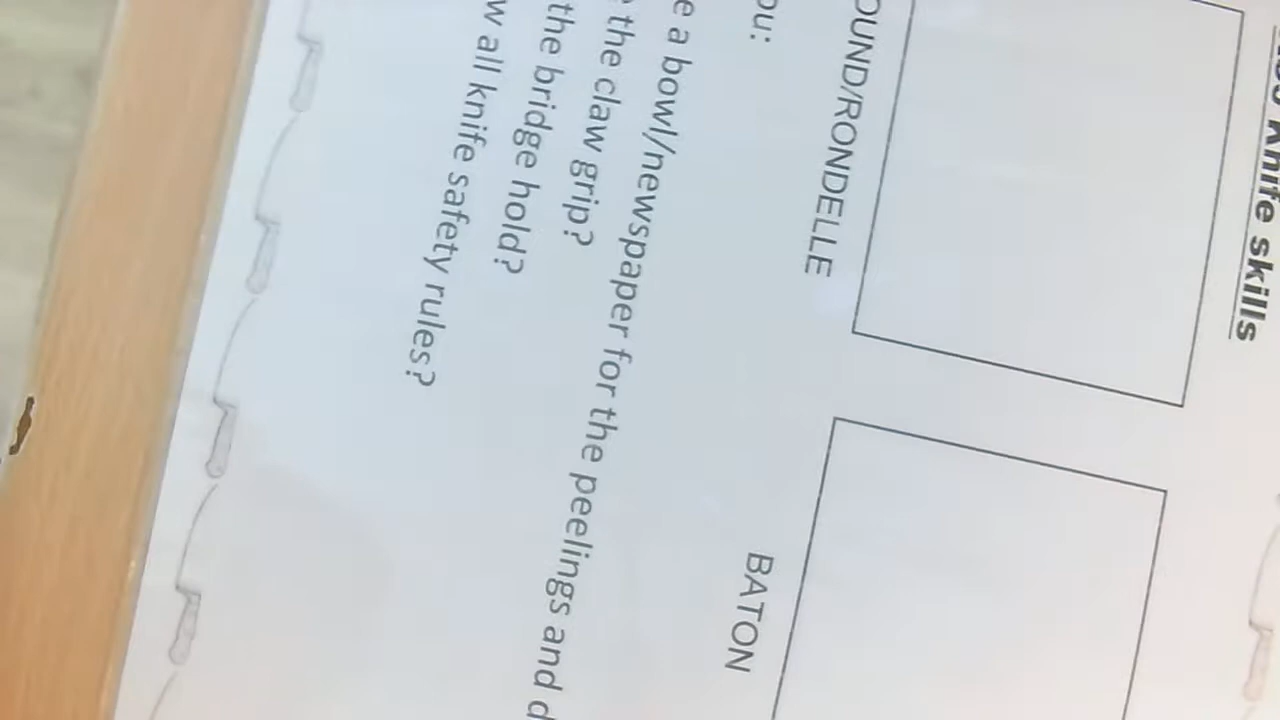 Knife skills
OUND/RONDELLE
BATON
ou:
e a bowl/newspaper for the peelings and d
the claw grip?
the bridge hold?
w all knife safety rules?